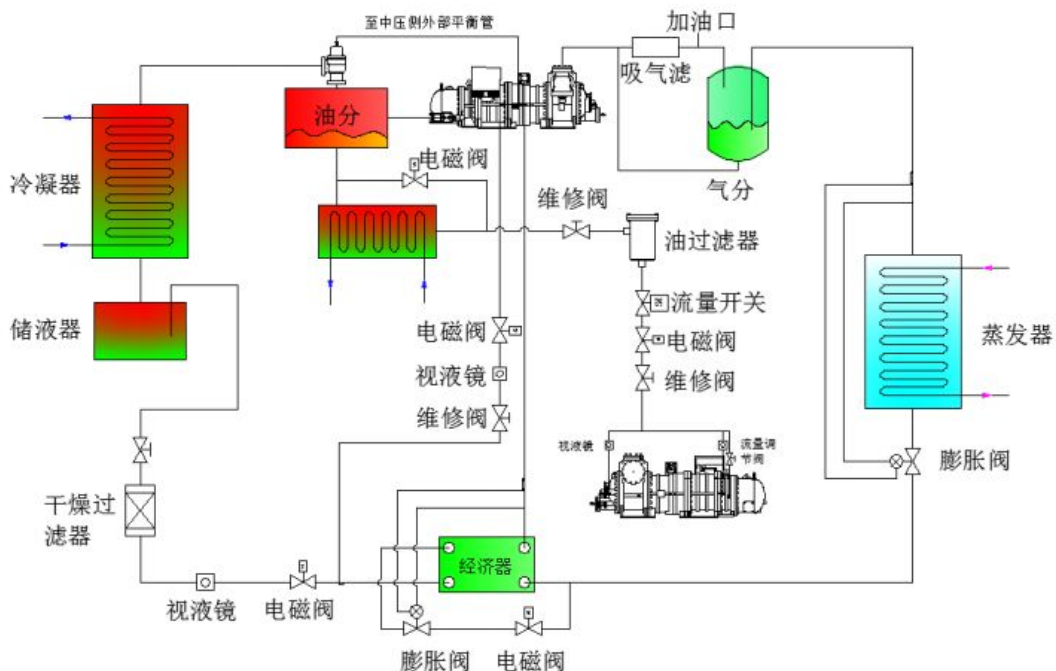 至中压侧外部平衡管
加油口
吸气滤
油分
电磁阀
气分
冷凝器
维修阀
油过滤器
储液器
流量开关
电磁阀
电磁阀
蒸发器
视液镜
维修阀
维修阀
视液镜
流量调
节阀
膨胀阀
干燥过
滤器
经济器
视液镜
电磁阀
膨胀阀
电磁阀